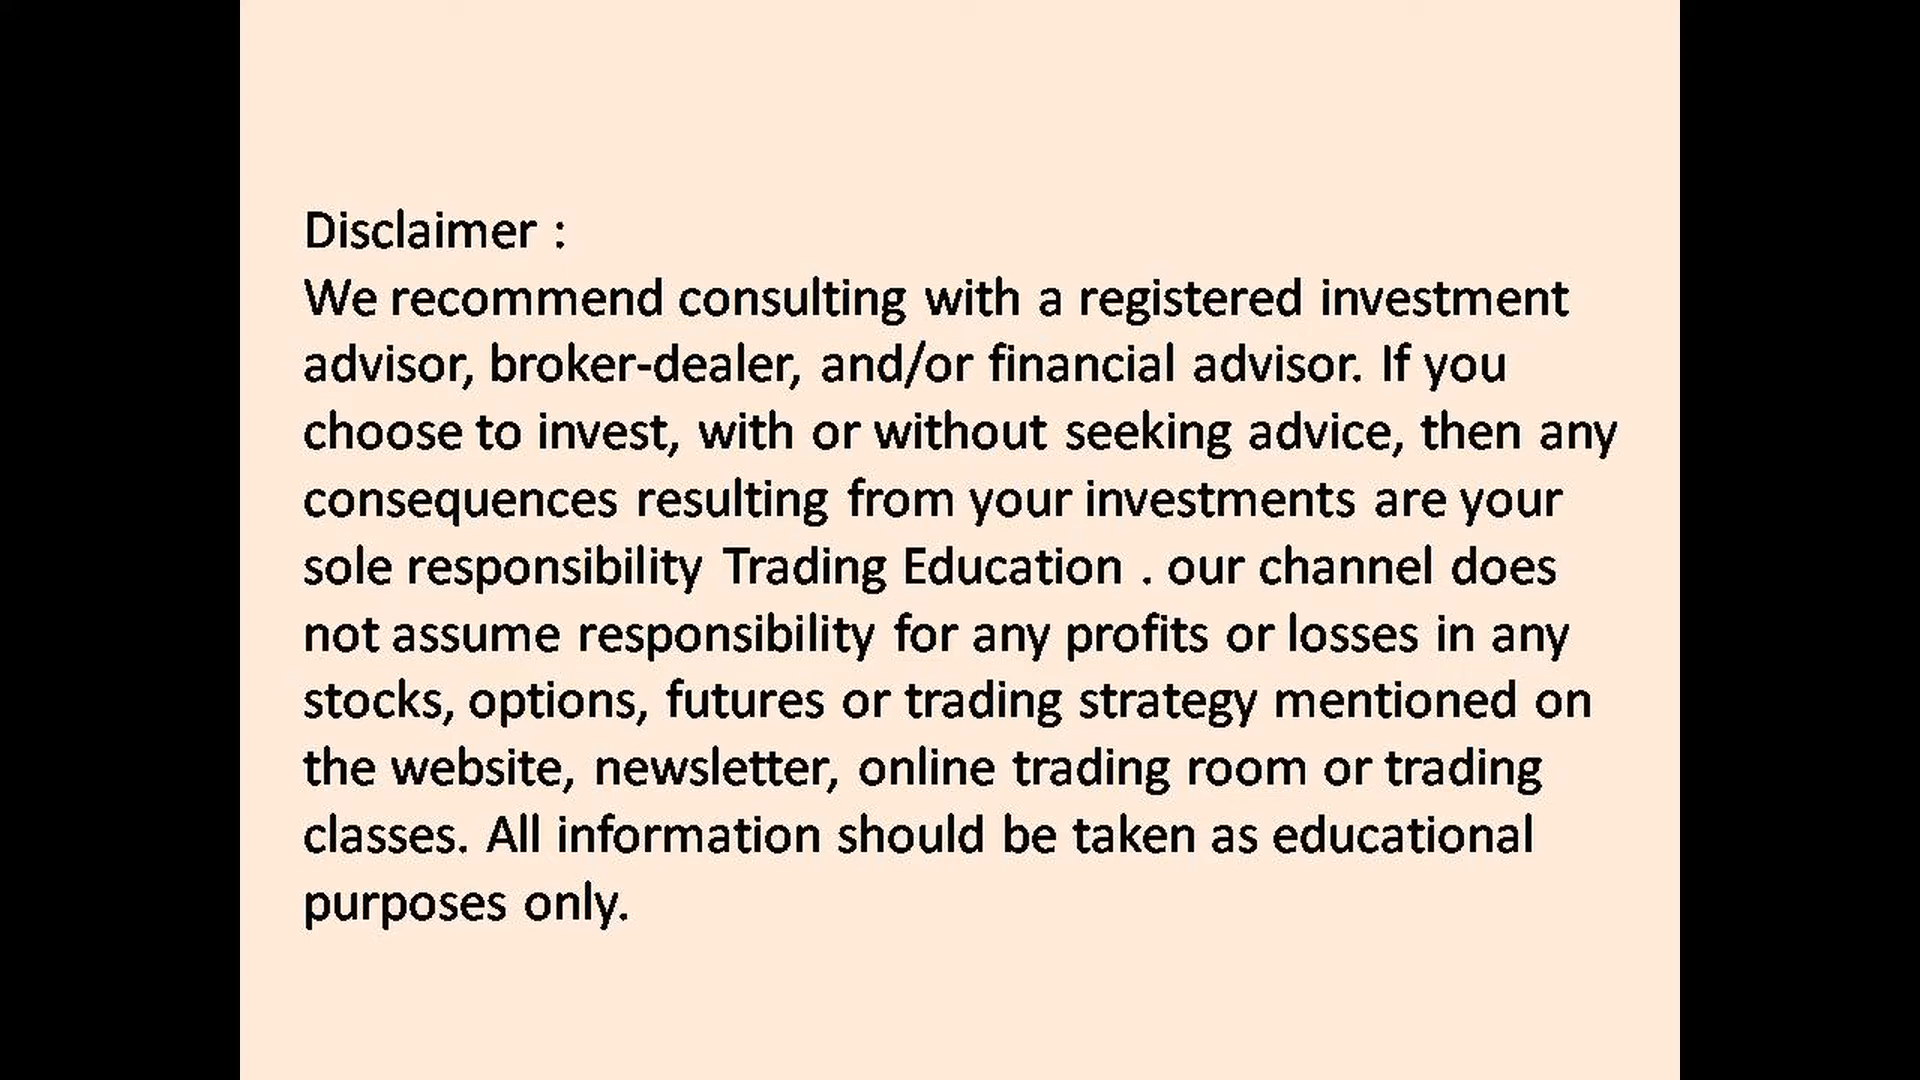 Disclaimer :
We recommend consulting with a registered investment
advisor, broker-dealer, and/or financial advisor. If you
choose to invest, with or without seeking advice, then any
consequences resulting from your investments are your
sole responsibility Trading Education . our channel does
not assume responsibility for any profits or losses in any
stocks, options, futures or trading strategy mentioned on
the website, newsletter, online trading room or trading
classes. All information should be taken as educational
purposes only.